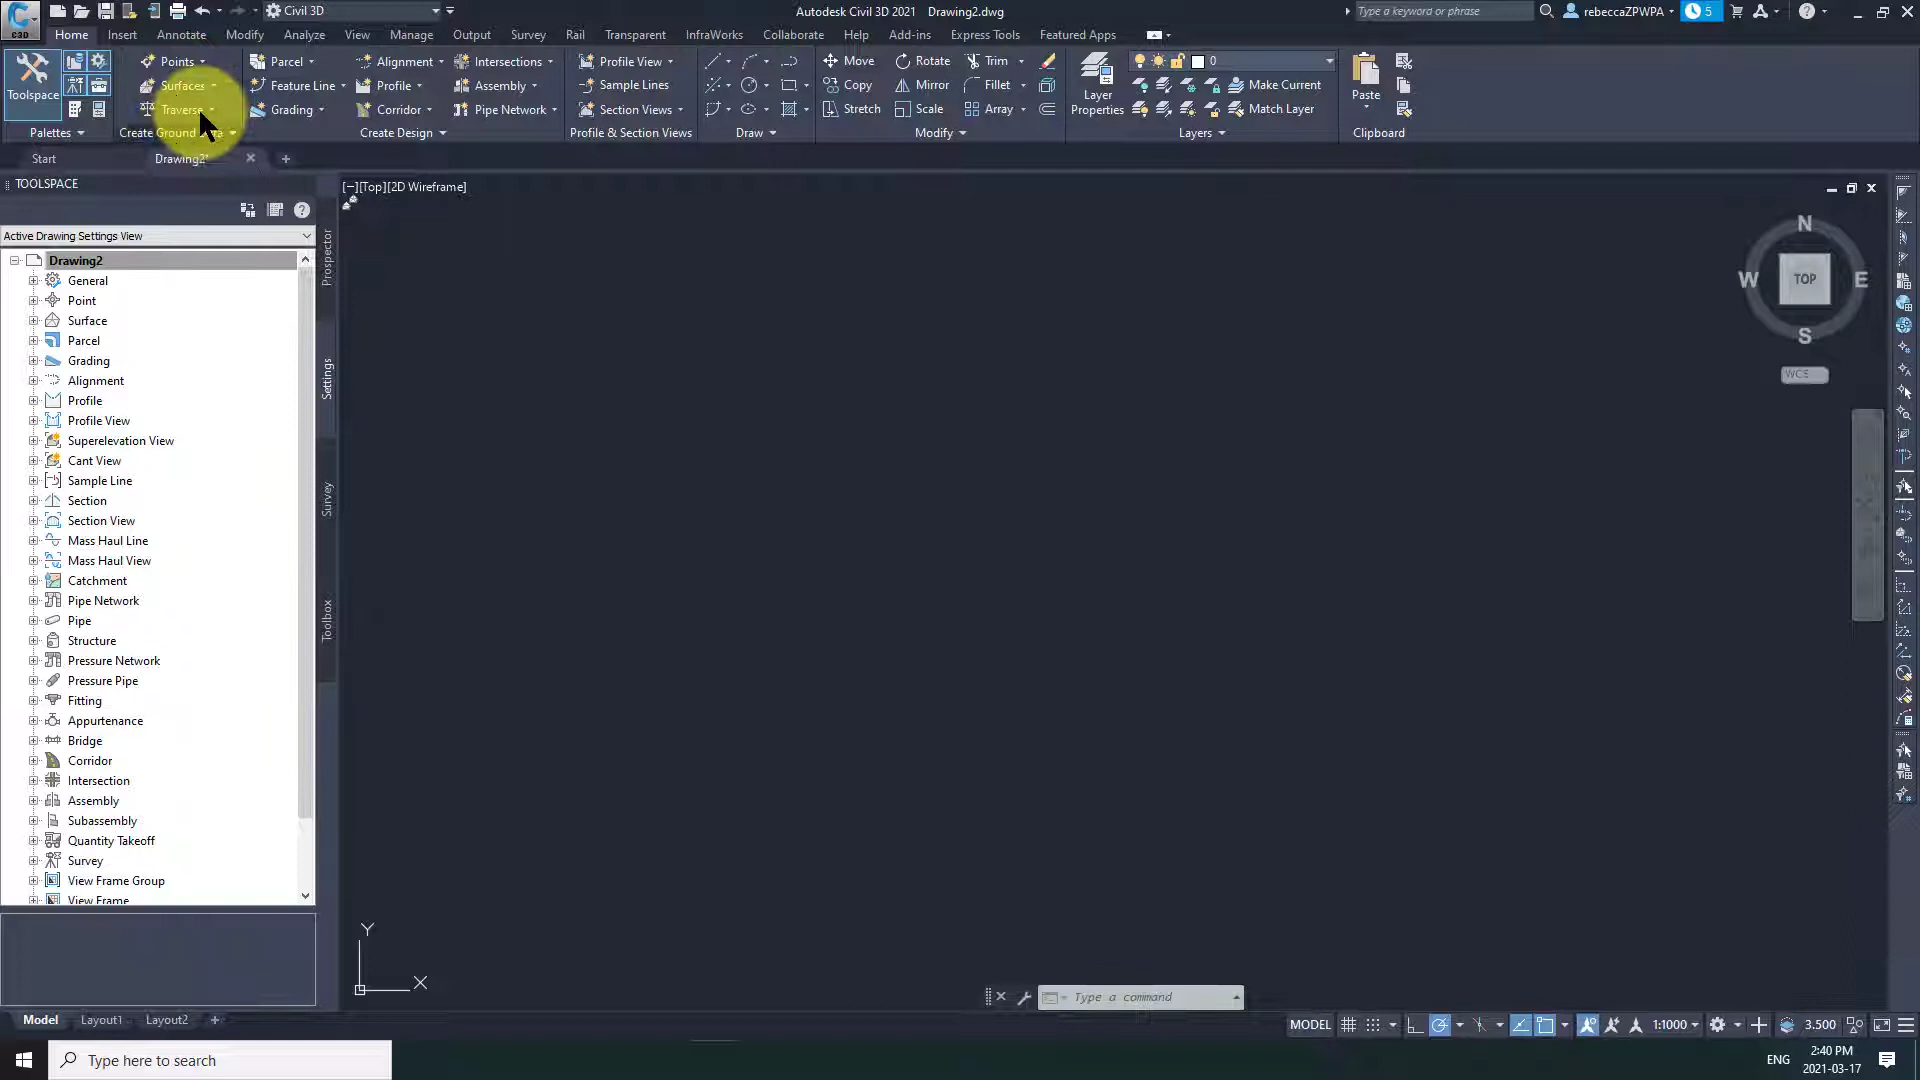 Civil 3D
Autodesk Civil 3D 2021 Drawing2.dwg
Type a keyword or phrase
rebeccaZPWPA
5
C3D
Home Insert Annotate Modify Analyze View Manage Output Survey Rail Transparent InfraWorks Collaborate Help Add-ins Express Tools Featured Apps
Points Parcel Alignment Intersections Profile View Move Rotate Trim 0
Surfaces Feature Line Profile Assembly Sample Lines Copy Mirror Fillet Make Current
Toolspace Layer Properties Paste
Traverse Grading Corridor Pipe Network Section Views Stretch Scale Array Match Layer
Palettes Create Ground Create Design Profile & Section Views Draw Modify Layers Clipboard
Start Drawing2*
TOOLSPACE
[−][Top][2D Wireframe]
Active Drawing Settings View
Drawing2
General
Point
Surface
Parcel
Grading
Alignment
Profile
Profile View
Superelevation View
Cant View
Sample Line
Section
Section View
Mass Haul Line
Mass Haul View
Catchment
Pipe Network
Pipe
Structure
Pressure Network
Pressure Pipe
Fitting
Appurtenance
Bridge
Corridor
Intersection
Assembly
Subassembly
Quantity Takeoff
Survey
View Frame Group
View Frame
Prospector
Settings
Survey
Toolbox
N
W TOP E
S
WCS
Y
X
Type a command
Model Layout1 Layout2
MODEL 1:1000 3.500
Type here to search
ENG
2:40 PM
2021-03-17